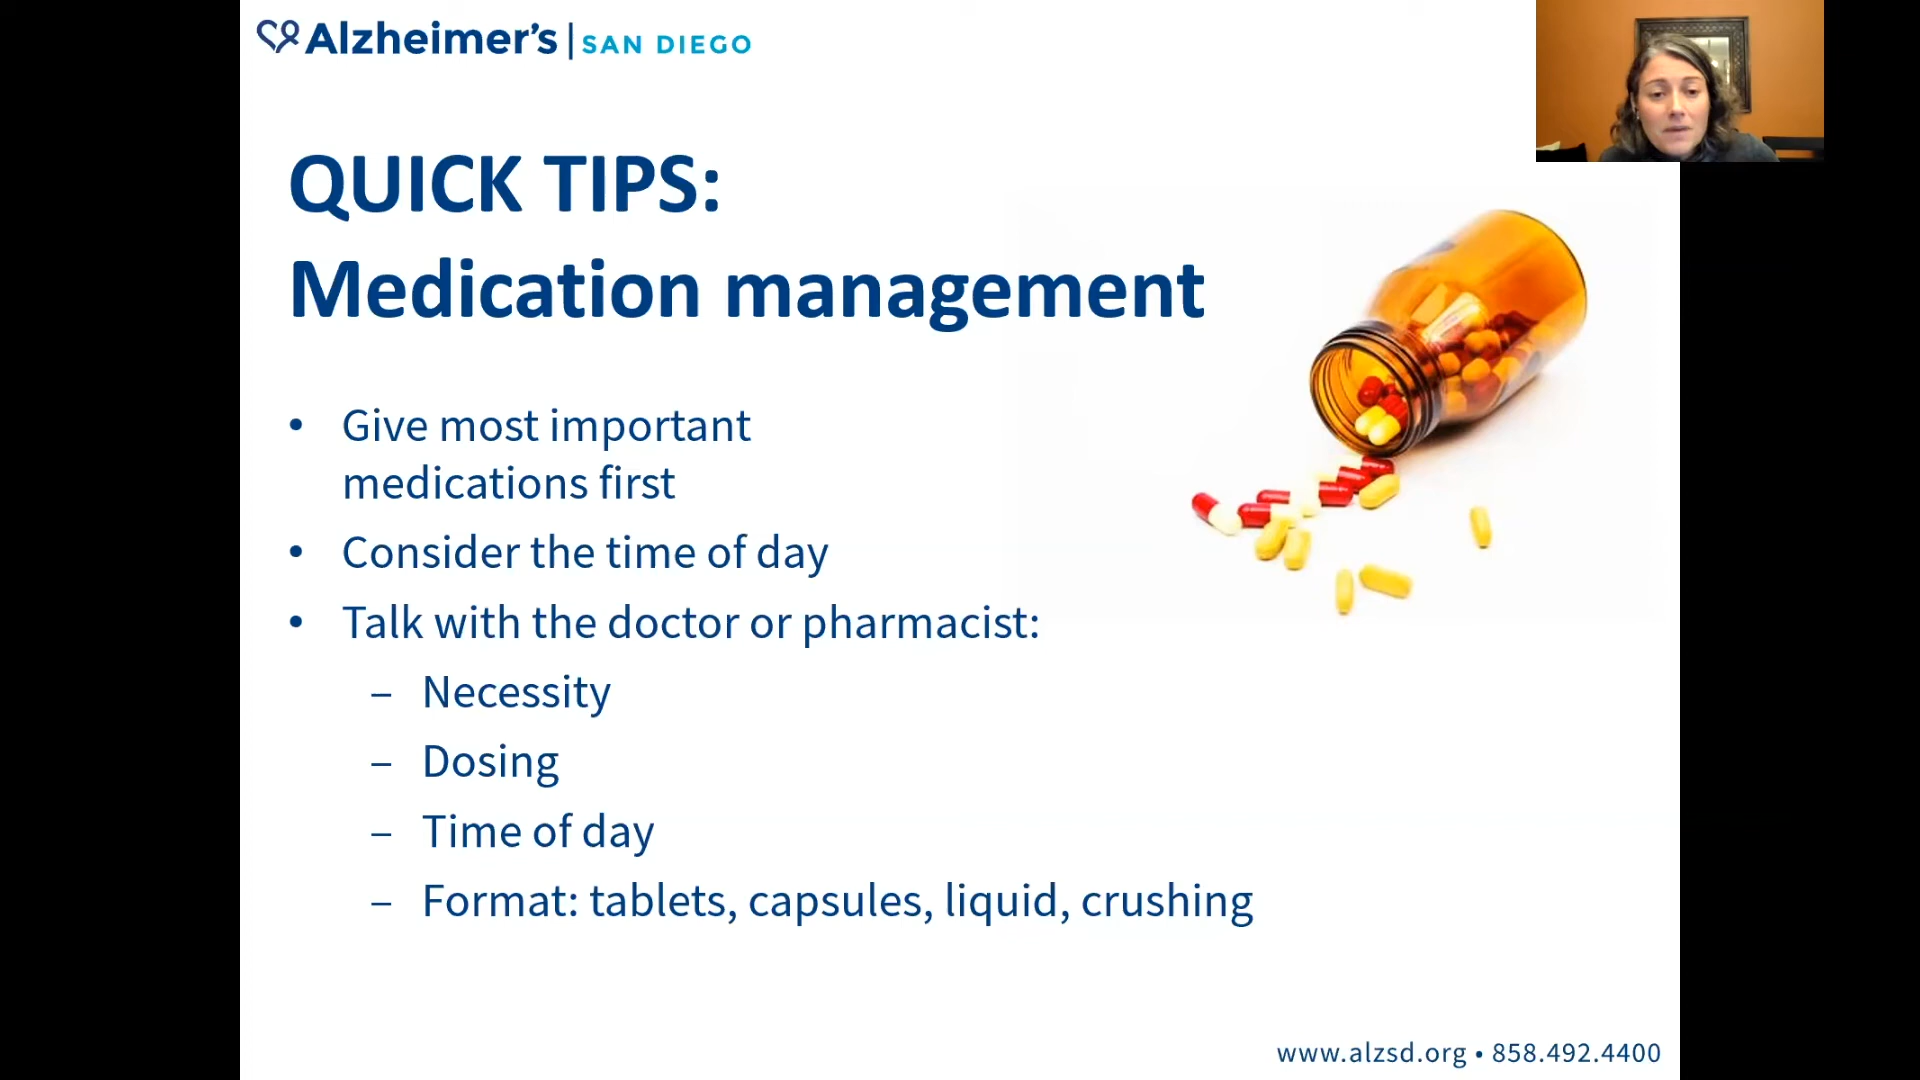 Alzheimer's | SAN DIEGO
QUICK TIPS:
Medication management
• Give most important
medications first
• Consider the time of day
• Talk with the doctor or pharmacist:
– Necessity
– Dosing
– Time of day
– Format: tablets, capsules, liquid, crushing
www.alzsd.org • 858.492.4400